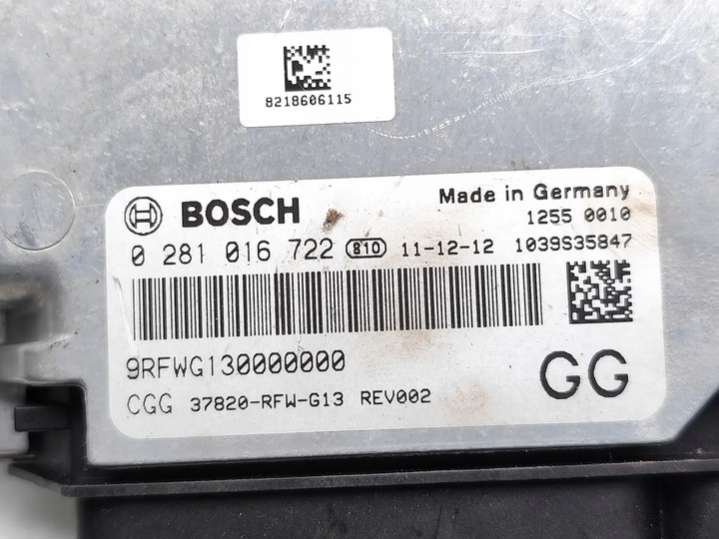 8218606115
BOSCH Made in Germany
1255 0010
0 281 016 722 810 11-12-12 1039S35847
9RFWG130000000
GG
CGG 37820-RFW-G13 REV002